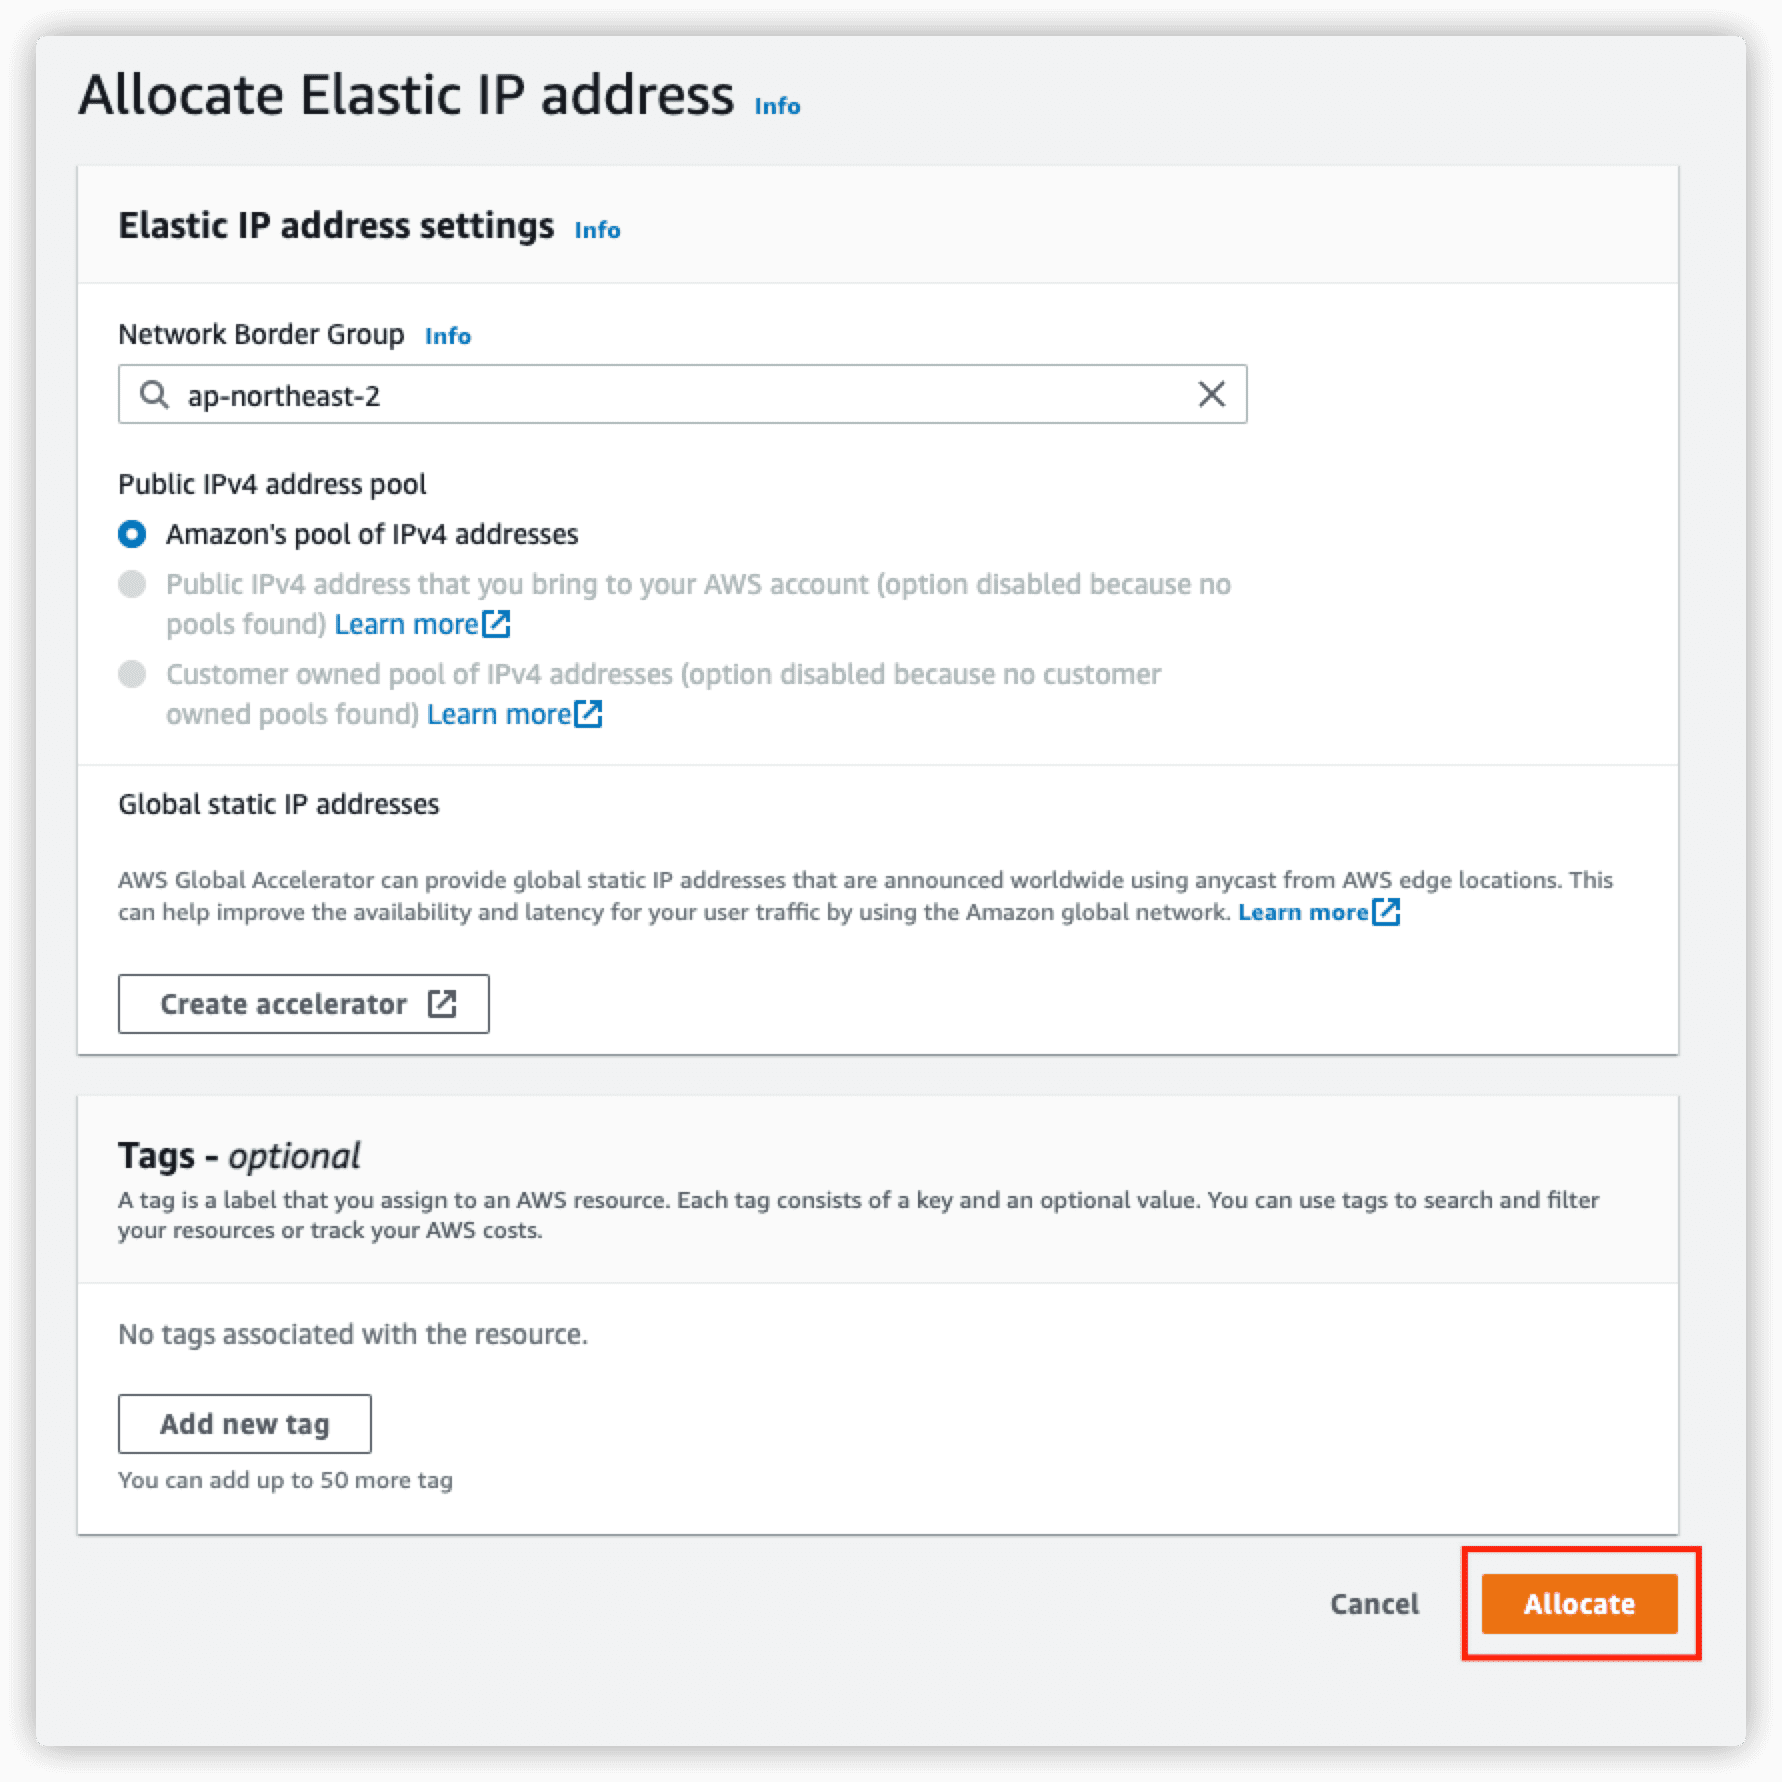 Allocate Elastic IP address Info
Elastic IP address settings Info
Network Border Group Info
ap-northeast-2
Public IPv4 address pool
Amazon's pool of IPv4 addresses
Public IPv4 address that you bring to your AWS account (option disabled because no
pools found) Learn more
Customer owned pool of IPv4 addresses (option disabled because no customer
owned pools found) Learn more
Global static IP addresses
AWS Global Accelerator can provide global static IP addresses that are announced worldwide using anycast from AWS edge locations. This
can help improve the availability and latency for your user traffic by using the Amazon global network. Learn more
Create accelerator
Tags - optional
A tag is a label that you assign to an AWS resource. Each tag consists of a key and an optional value. You can use tags to search and filter
your resources or track your AWS costs.
No tags associated with the resource.
Add new tag
You can add up to 50 more tag
Cancel Allocate